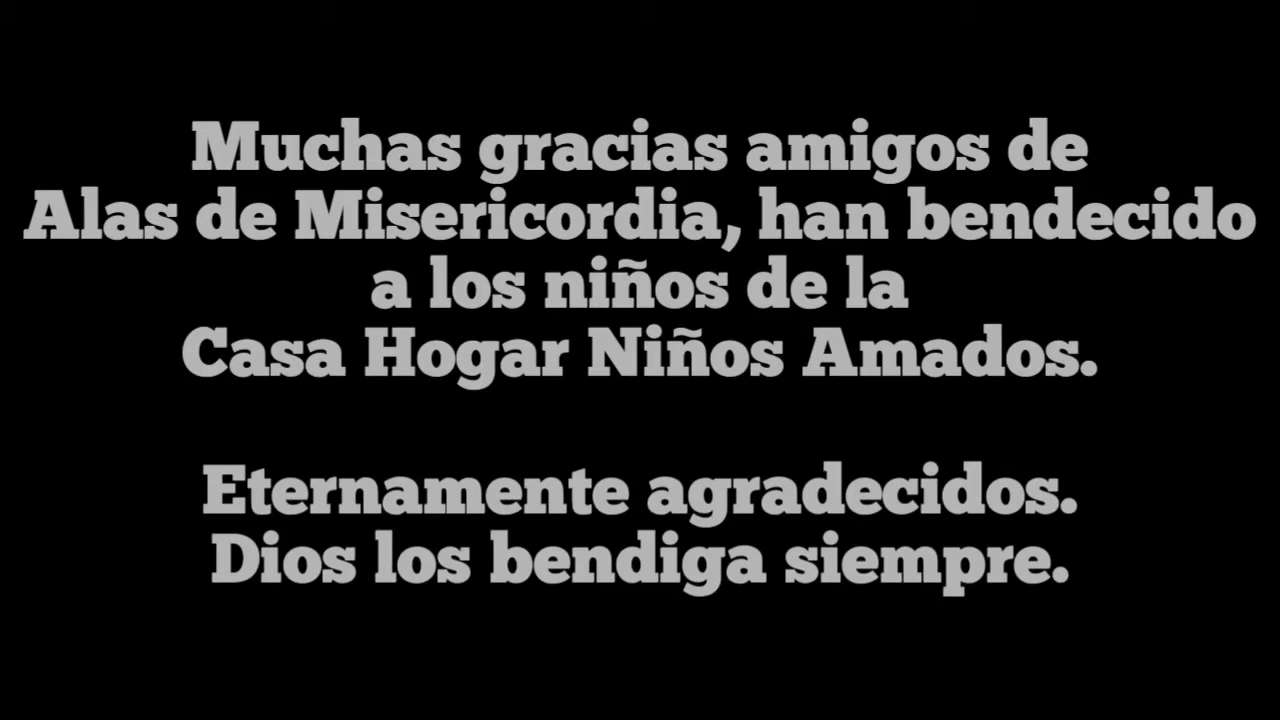 Muchas gracias amigos de
Alas de Misericordia, han bendecido
a los niños de la
Casa Hogar Niños Amados.
Eternamente agradecidos.
Dios los bendiga siempre.